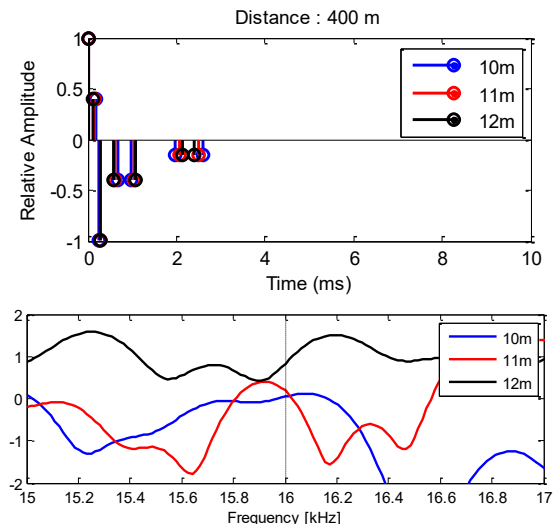 Distance : 400 m
1
0.5
0
-0.5
-1
Relative Amplitude
10m
11m
12m
0 2 4 6 8 10
Time (ms)
2
1
0
-1
-2
10m
11m
12m
15 15.2 15.4 15.6 15.8 16 16.2 16.4 16.6 16.8 17
Frequency [kHz]